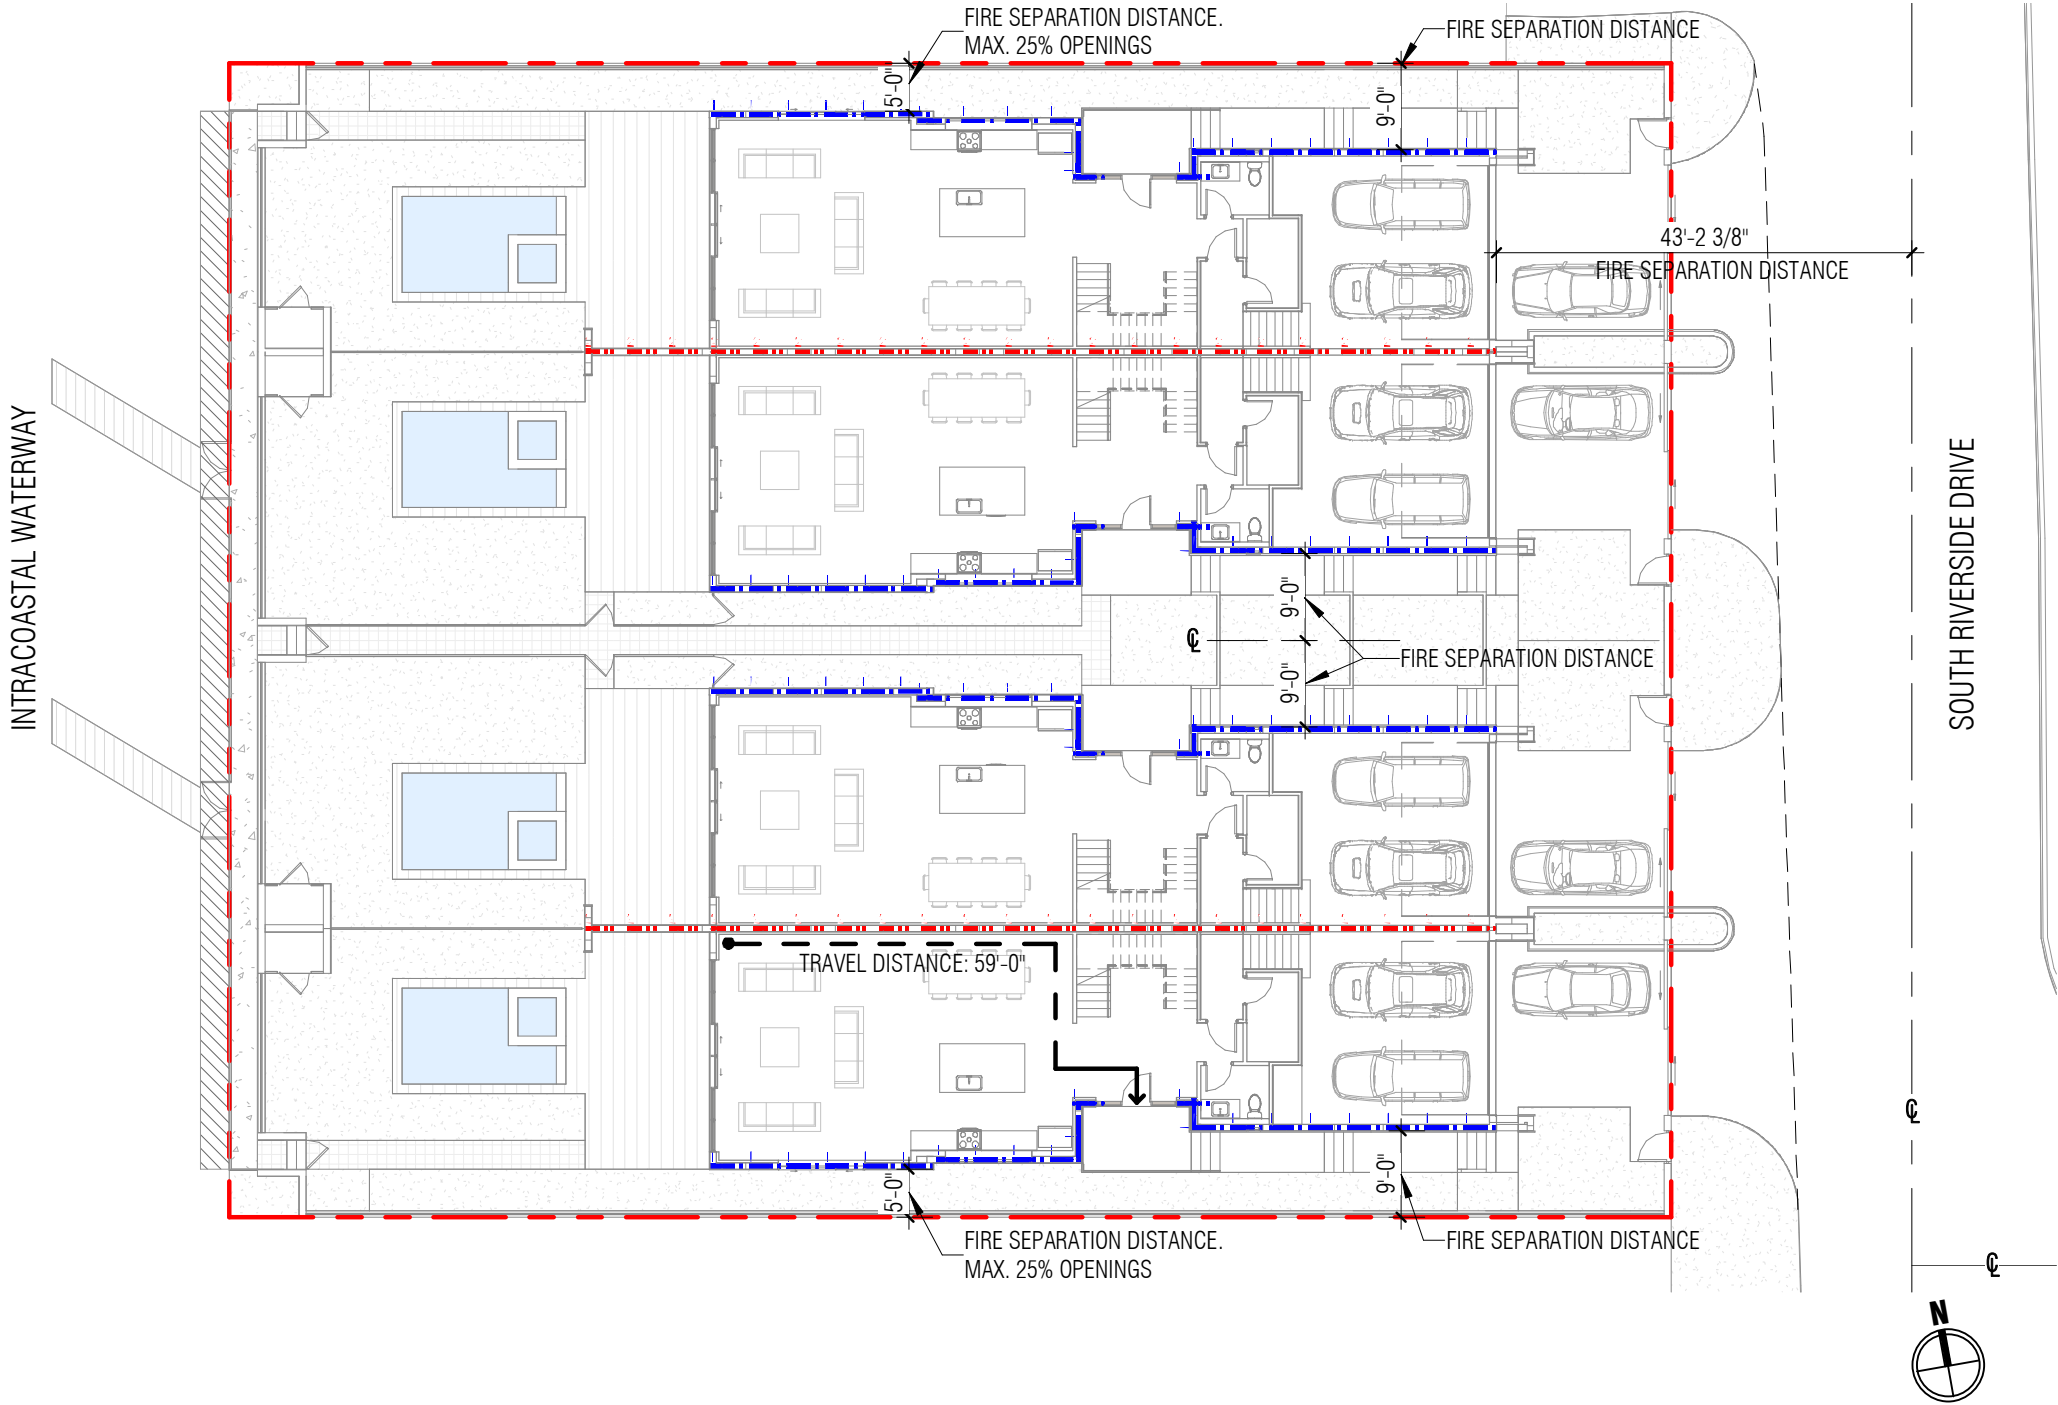 FIRE SEPARATION DISTANCE.
MAX. 25% OPENINGS
FIRE SEPARATION DISTANCE
5'-0"
9'-0"
43'-2 3/8"
FIRE SEPARATION DISTANCE
INTRACOASTAL WATERWAY
SOUTH RIVERSIDE DRIVE
9'-0"
℄
FIRE SEPARATION DISTANCE
9'-0"
TRAVEL DISTANCE: 59'-0"
℄
5'-0"
9'-0"
FIRE SEPARATION DISTANCE.
MAX. 25% OPENINGS
FIRE SEPARATION DISTANCE
℄
N